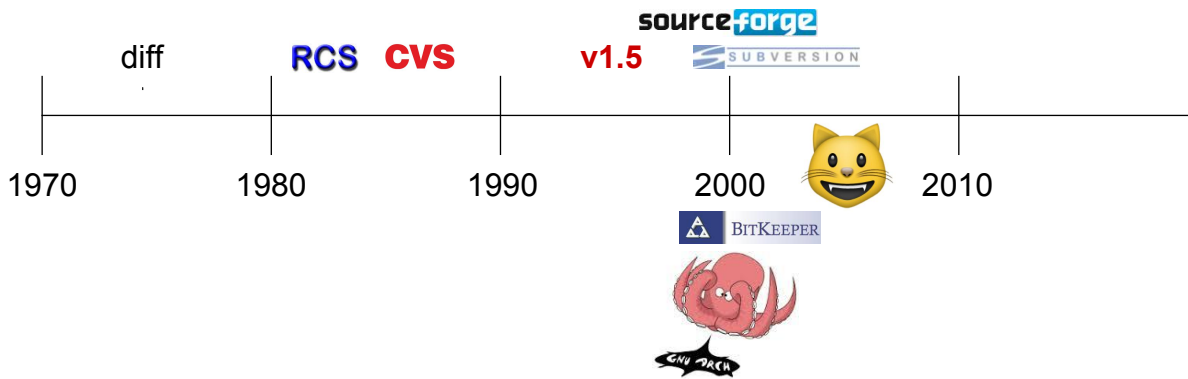 sourceforge
diff RCS CVS v1.5 SUBVERSION
1970 1980 1990 2000 2010
BITKEEPER
GNU ARCH